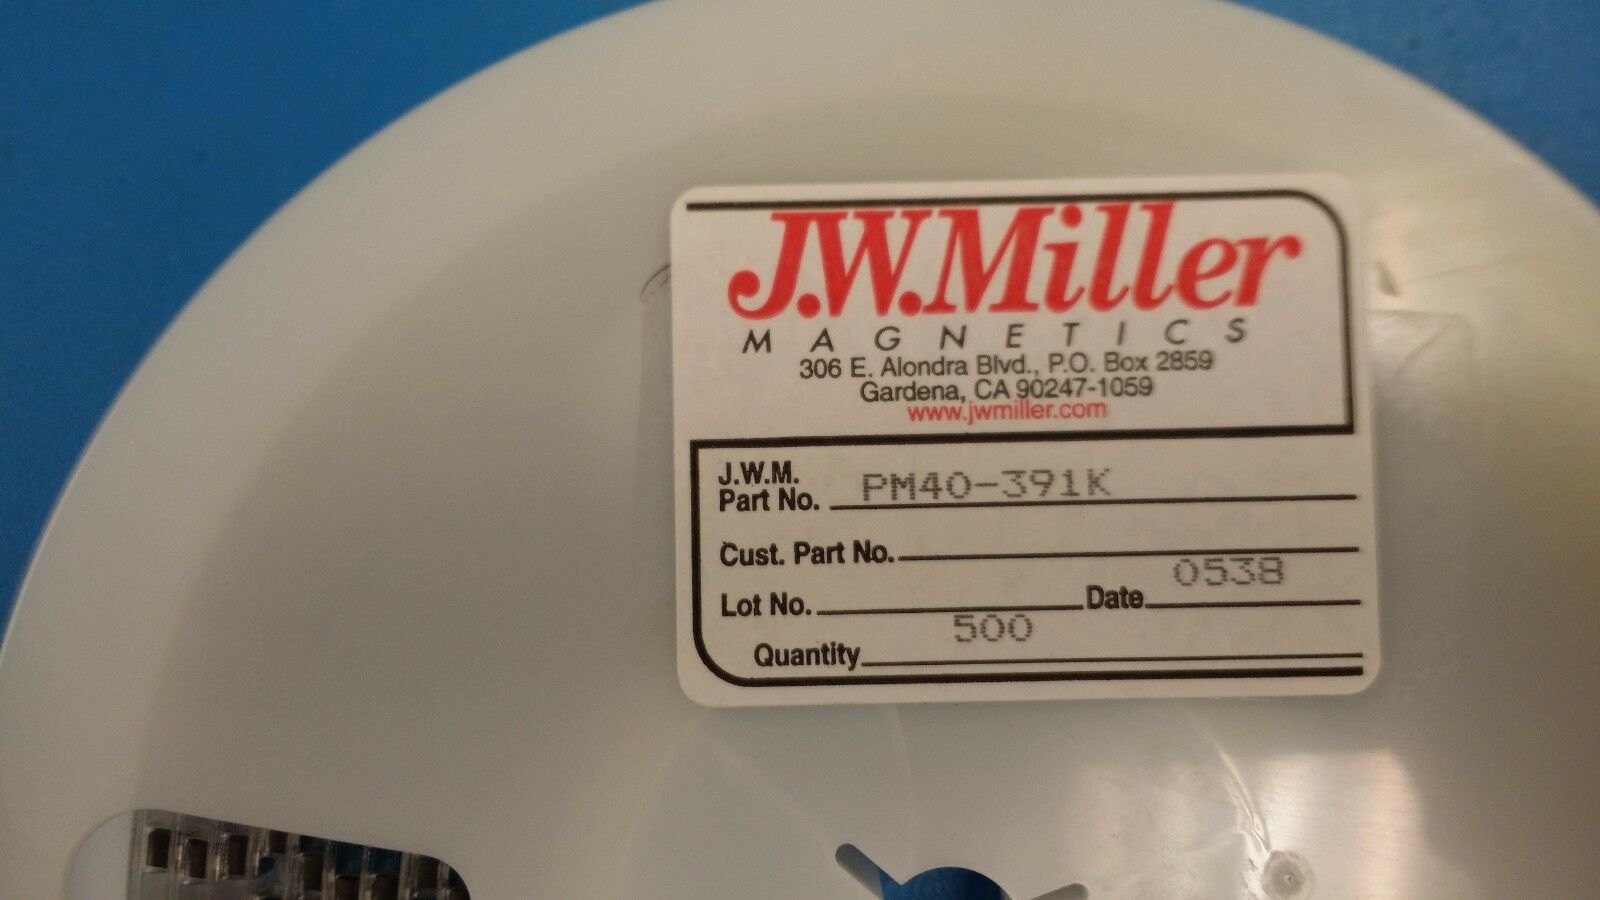 J.W.Miller
MAGNETICS
306 E. Alondra Blvd., P.O. Box 2859
Gardena, CA 90247-1059
www.jwmiller.com
J.W.M.
Part No. PM40-391K
Cust. Part No.
Lot No. Date 0538
Quantity 500